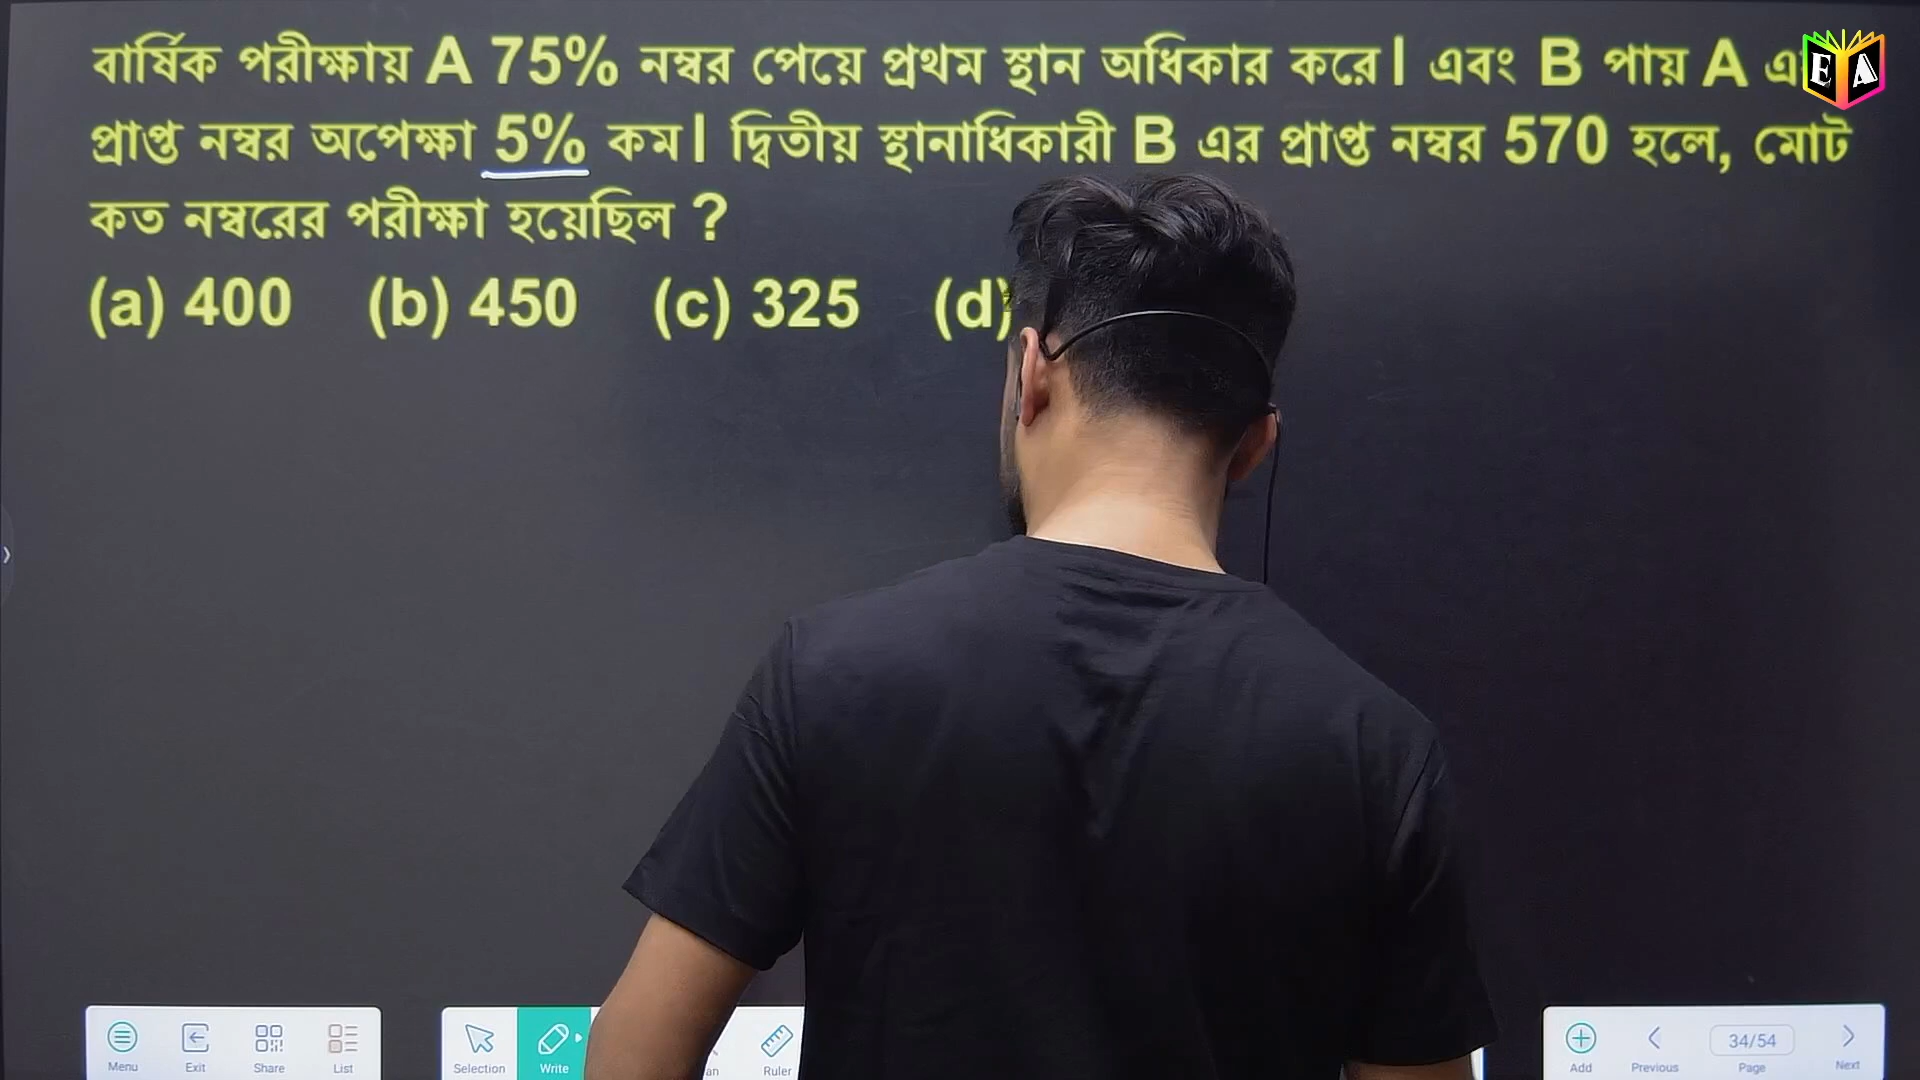 বার্ষিক পরীক্ষায় A 75% নম্বর পেয়ে প্রথম স্থান অধিকার করে। এবং B পায় A
প্রাপ্ত নম্বর অপেক্ষা 5% কম। দ্বিতীয় স্থানাধিকারী B এর প্রাপ্ত নম্বর 570 হলে, মোট
কত নম্বরের পরীক্ষা হয়েছিল ?
(a) 400 (b) 450 (c) 325 (d)
EA
Menu Exit Share List Selection Write Ruler Add Previous 34/54 Page Next